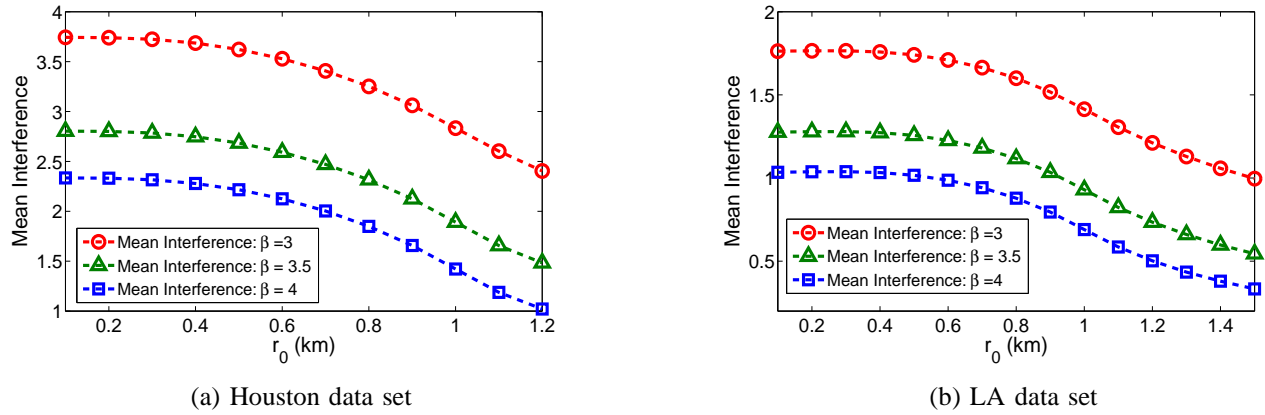 4
3.5
3
2.5
2
1.5
1
Mean Interference
Mean Interference: β =3
Mean Interference: β = 3.5
Mean Interference: β = 4
0.2 0.4 0.6 0.8 1 1.2
r_0 (km)
(a) Houston data set
2
1.5
1
0.5
Mean Interference
Mean Interference: β =3
Mean Interference: β = 3.5
Mean Interference: β =4
0.2 0.4 0.6 0.8 1 1.2 1.4
r_0 (km)
(b) LA data set